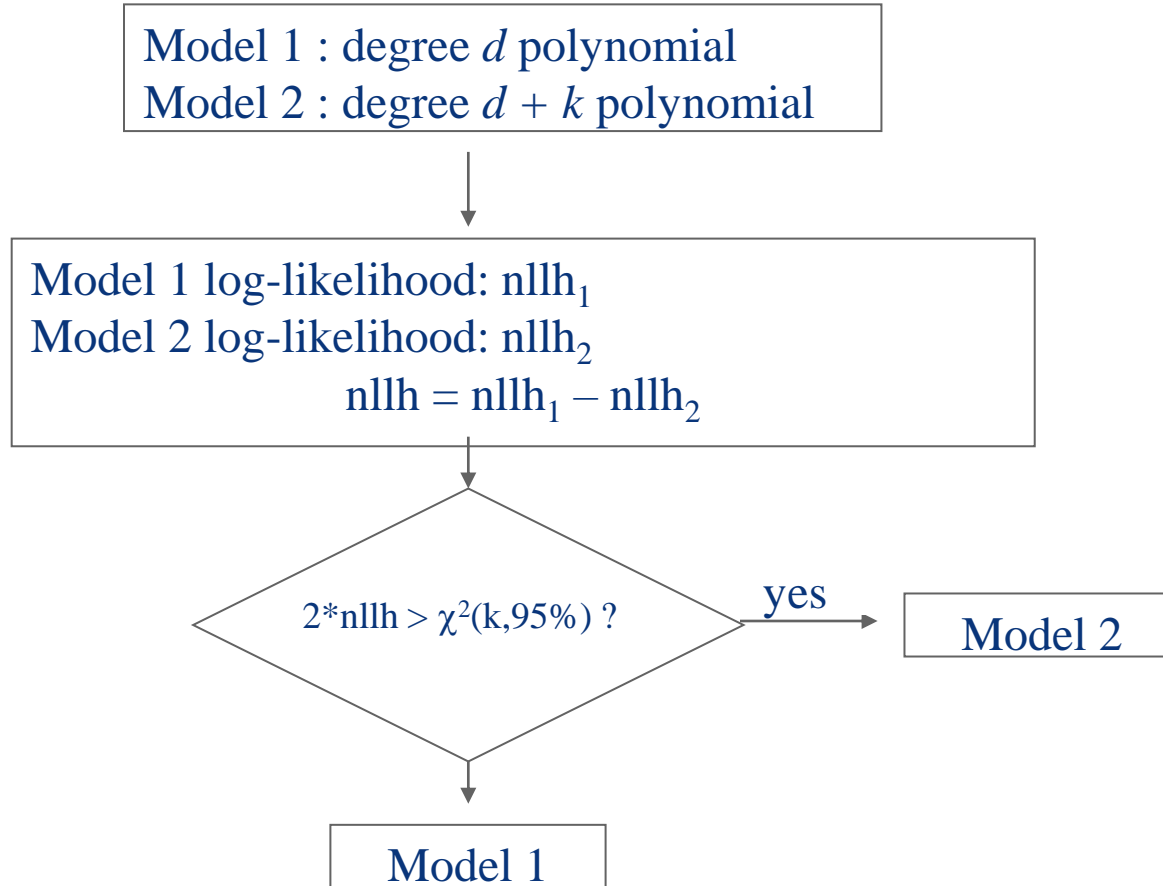 Model 1 : degree d polynomial
Model 2 : degree d + k polynomial
Model 1 log-likelihood: nllh₁
Model 2 log-likelihood: nllh₂
nllh = nllh₁ – nllh₂
2*nllh > χ²(k,95%) ?
yes
Model 2
Model 1